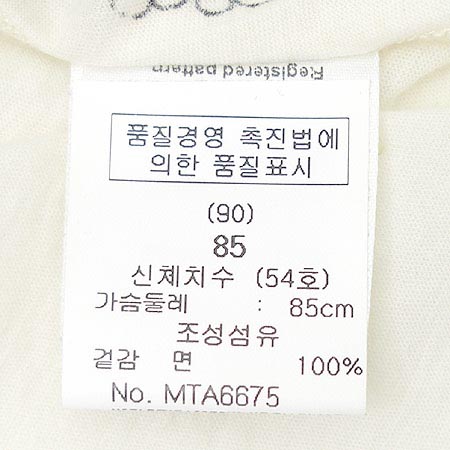 Registered pattern
품질경영 촉진법에
의한 품질표시
(90)
85
신체치수 (54호)
가슴둘레 : 85cm
조성섬유
겉감 면 100%
No. MTA6675